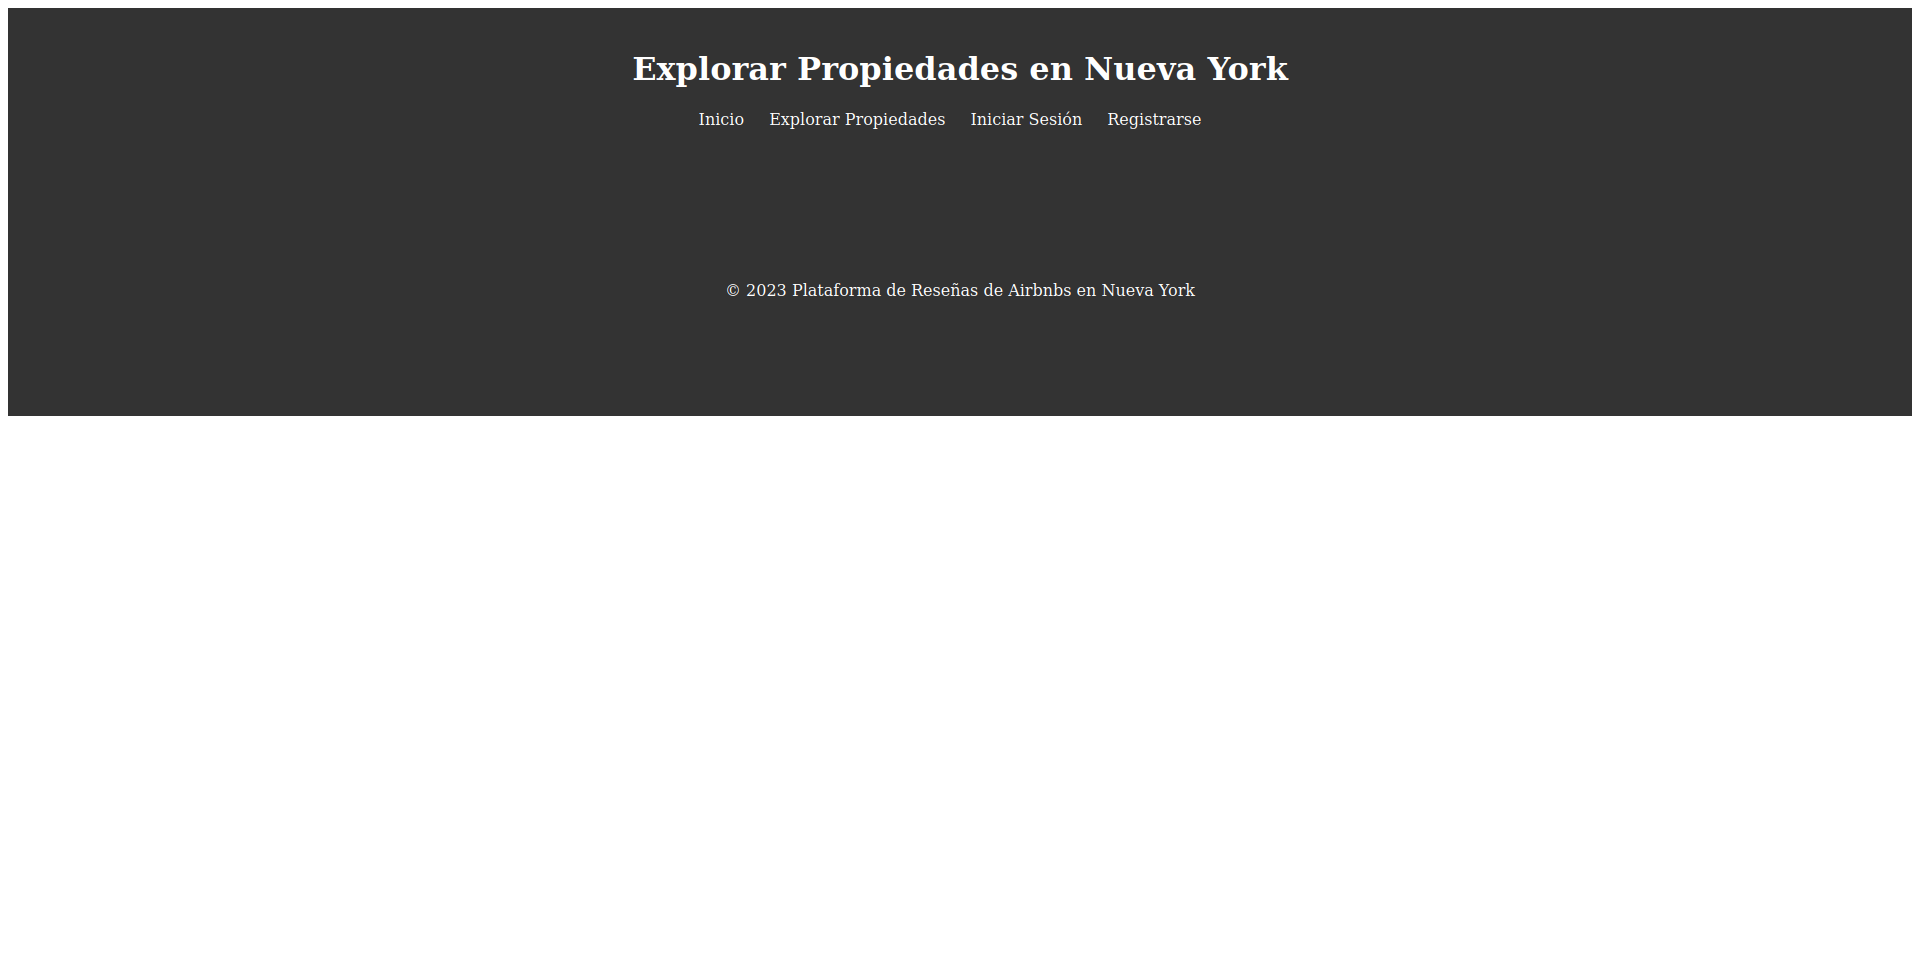 Explorar Propiedades en Nueva York
Inicio Explorar Propiedades Iniciar Sesión Registrarse
© 2023 Plataforma de Reseñas de Airbnbs en Nueva York